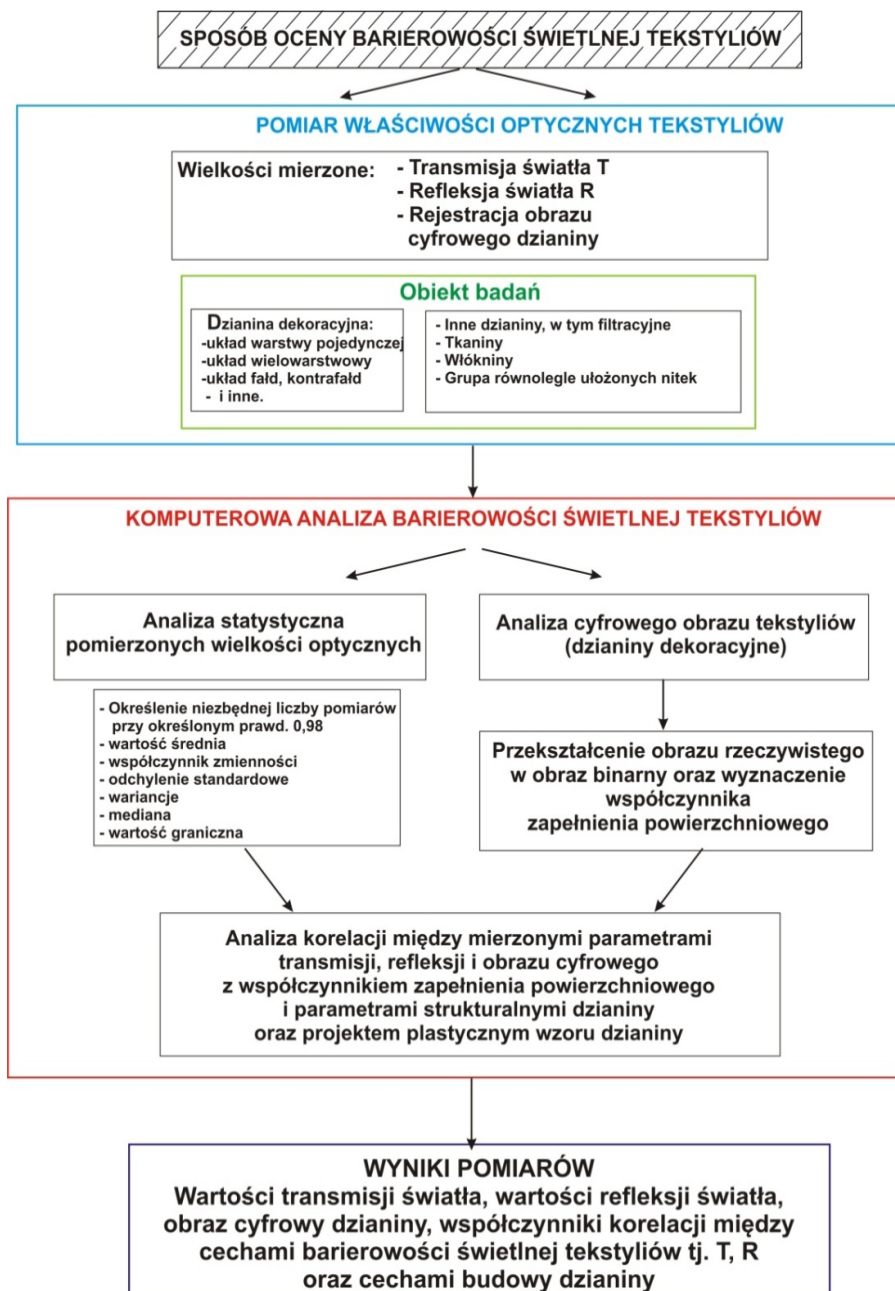 SPOSÓB OCENY BARIEROWOŚCI ŚWIETLNEJ TEKSTYLIÓW
POMIAR WŁAŚCIWOŚCI OPTYCZNYCH TEKSTYLIÓW
Wielkości mierzone: - Transmisja światła T
- Refleksja światła R
- Rejestracja obrazu
cyfrowego dzianiny
Obiekt badań
Dzianina dekoracyjna:
-układ warstwy pojedynczej
-układ wielowarstwowy
-układ fałd, kontrafałd
- i inne.
- Inne dzianiny, w tym filtracyjne
- Tkaniny
- Włókniny
- Grupa równolegle ułożonych nitek
KOMPUTEROWA ANALIZA BARIEROWOŚCI ŚWIETLNEJ TEKSTYLIÓW
Analiza statystyczna
pomierzonych wielkości optycznych
- Określenie niezbędnej liczby pomiarów
przy określonym prawd. 0,98
- wartość średnia
- współczynnik zmienności
- odchylenie standardowe
- wariancje
- mediana
- wartość graniczna
Analiza cyfrowego obrazu tekstyliów
(dzianiny dekoracyjne)
Przekształcenie obrazu rzeczywistego
w obraz binarny oraz wyznaczenie
współczynnika
zapełnienia powierzchniowego
Analiza korelacji między mierzonymi parametrami
transmisji, refleksji i obrazu cyfrowego
z współczynnikiem zapełnienia powierzchniowego
i parametrami strukturalnymi dzianiny
oraz projektem plastycznym wzoru dzianiny
WYNIKI POMIARÓW
Wartości transmisji światła, wartości refleksji światła,
obraz cyfrowy dzianiny, współczynniki korelacji między
cechami barierowości świetlnej tekstyliów tj. T, R
oraz cechami budowy dzianiny